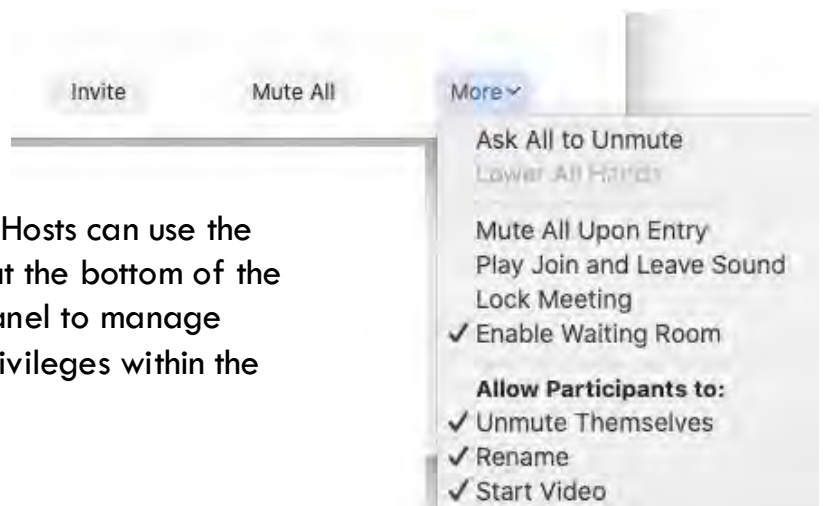 Invite Mute All More
Ask All to Unmute
Lower All Hands
Hosts can use the
at the bottom of the
anel to manage
ivileges within the
Mute All Upon Entry
Play Join and Leave Sound
Lock Meeting
✓ Enable Waiting Room
Allow Participants to:
✓ Unmute Themselves
✓ Rename
✓ Start Video